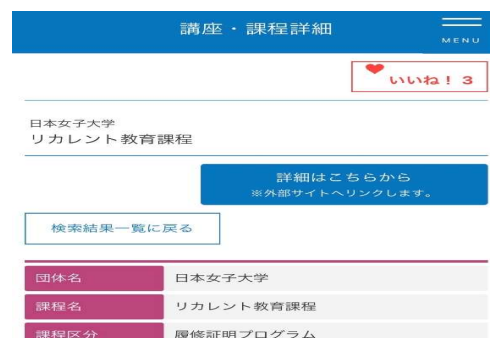 講座・課程詳細
MENU
いいね！ 3
日本女子大学
リカレント教育課程
詳細はこちらから
※外部サイトへリンクします。
検索結果一覧に戻る
団体名 日本女子大学
課程名 リカレント教育課程
課程区分 履修証明プログラム